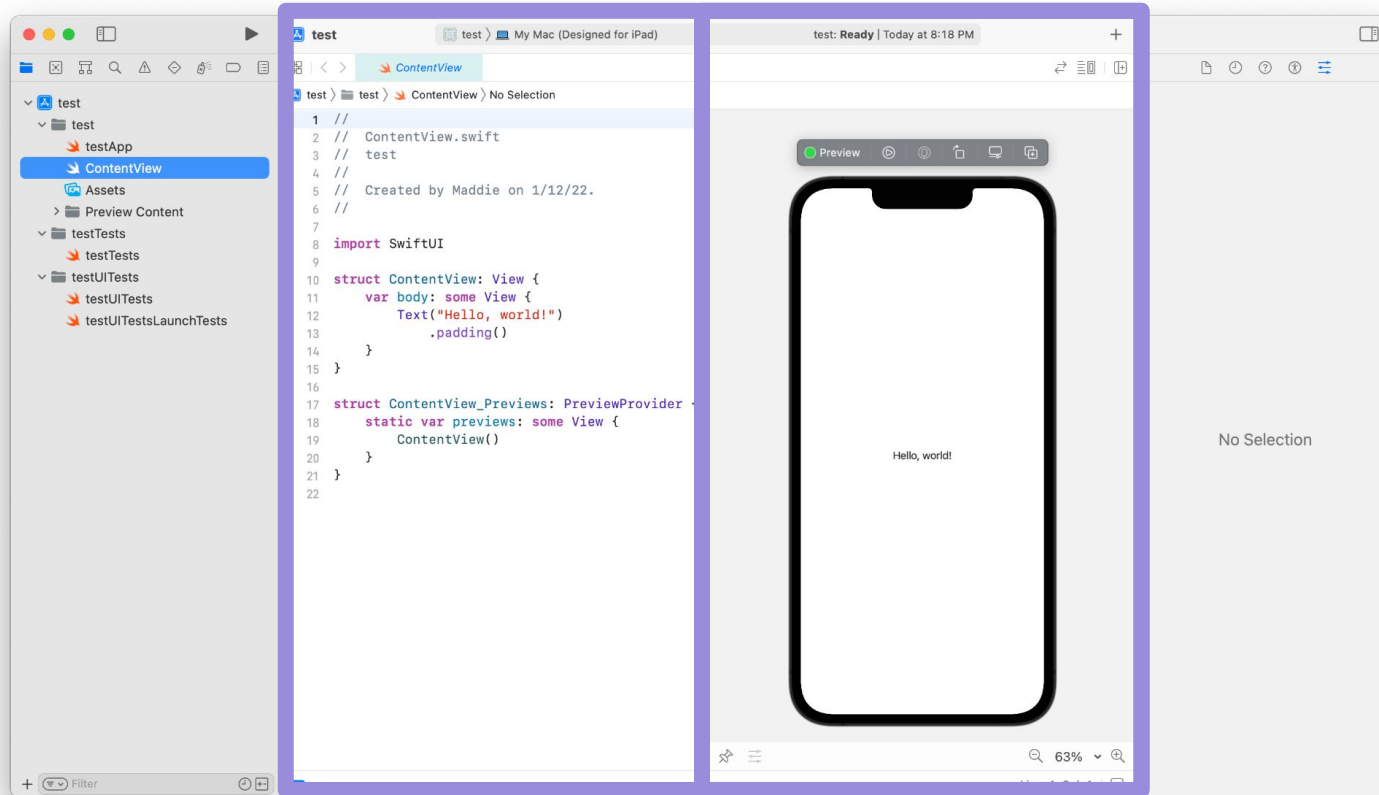 test
test 〉 My Mac (Designed for iPad)
test: Ready | Today at 8:18 PM
ContentView
test 〉 test 〉 ContentView 〉 No Selection
test
test
testApp
ContentView
Assets
Preview Content
testTests
testTests
testUITests
testUITests
testUITestsLaunchTests
Filter
1 //
2 //  ContentView.swift
3 //  test
4 //
5 //  Created by Maddie on 1/12/22.
6 //
7
8 import SwiftUI
9
10 struct ContentView: View {
11     var body: some View {
12         Text("Hello, world!")
13             .padding()
14     }
15 }
16
17 struct ContentView_Previews: PreviewProvider {
18     static var previews: some View {
19         ContentView()
20     }
21 }
22
Preview
Hello, world!
63%
No Selection